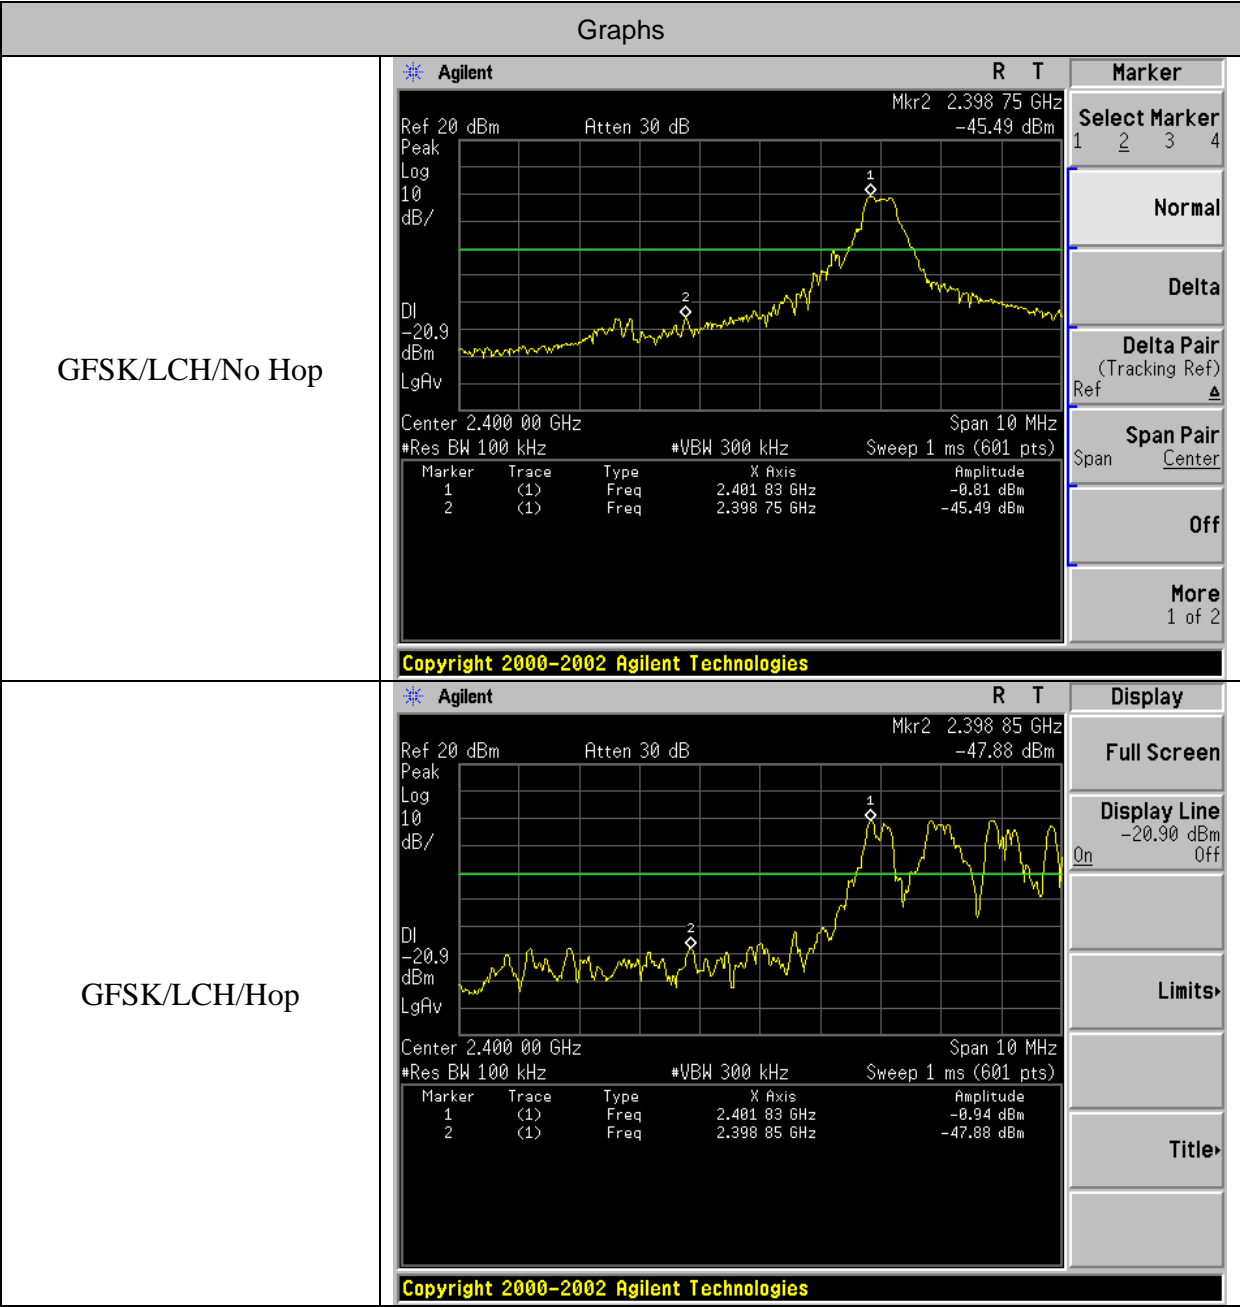 Graphs
GFSK/LCH/No Hop
Agilent R T Marker
Mkr2 2.398 75 GHz
Ref 20 dBm Atten 30 dB -45.49 dBm
Peak
Log
10
dB/
1
2
DI
-20.9
dBm
LgAv
Center 2.400 00 GHz Span 10 MHz
#Res BW 100 kHz #VBW 300 kHz Sweep 1 ms (601 pts)
Marker Trace Type X Axis Amplitude
1 (1) Freq 2.401 83 GHz -0.81 dBm
2 (1) Freq 2.398 75 GHz -45.49 dBm
Select Marker
1 2 3 4
Normal
Delta
Delta Pair
(Tracking Ref)
Ref Δ
Span Pair
Span Center
Off
More
1 of 2
Copyright 2000-2002 Agilent Technologies
GFSK/LCH/Hop
Agilent R T Display
Mkr2 2.398 85 GHz
Ref 20 dBm Atten 30 dB -47.88 dBm
Peak
Log
10
dB/
1
2
DI
-20.9
dBm
LgAv
Center 2.400 00 GHz Span 10 MHz
#Res BW 100 kHz #VBW 300 kHz Sweep 1 ms (601 pts)
Marker Trace Type X Axis Amplitude
1 (1) Freq 2.401 83 GHz -0.94 dBm
2 (1) Freq 2.398 85 GHz -47.88 dBm
Full Screen
Display Line
-20.90 dBm
On Off
Limits▸
Title▸
Copyright 2000-2002 Agilent Technologies